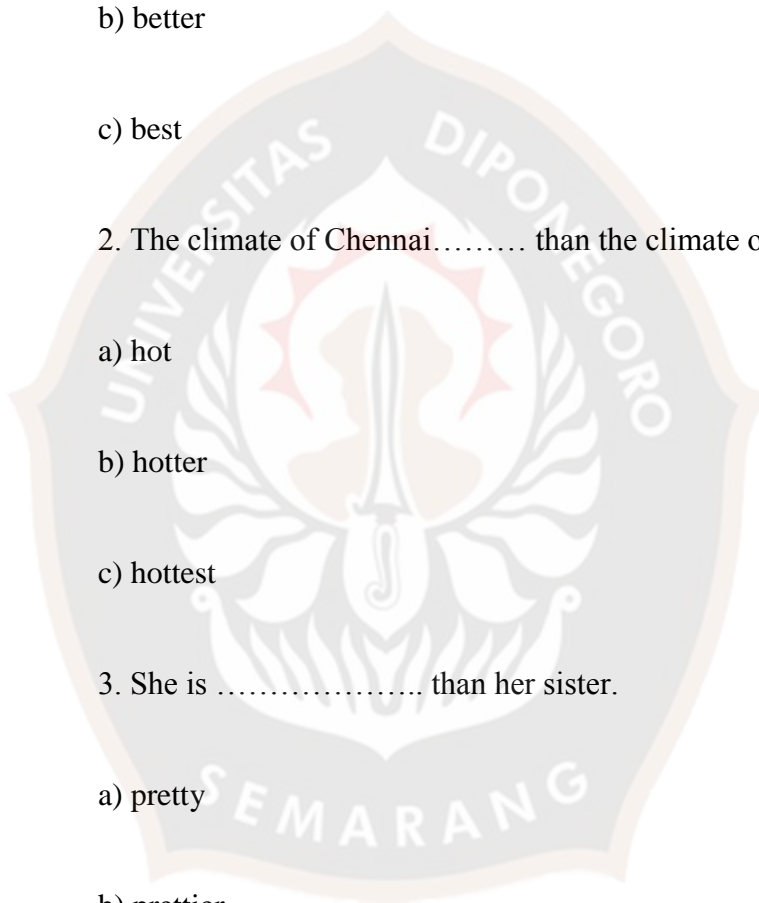 b) better
c) best
2. The climate of Chennai……… than the climate
a) hot
b) hotter
c) hottest
3. She is ……………….. than her sister.
a) pretty
b) prettier
UNIVERSITAS DIPONEGORO
SEMARANG